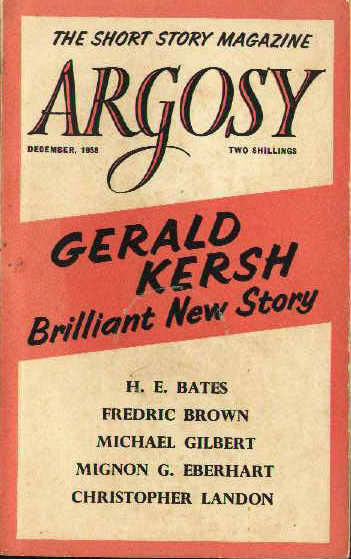 THE SHORT STORY MAGAZINE
ARGOSY
DECEMBER, 1958 TWO SHILLINGS
GERALD
KERSH
Brilliant New Story
H. E. BATES
FREDRIC BROWN
MICHAEL GILBERT
MIGNON G. EBERHART
CHRISTOPHER LANDON